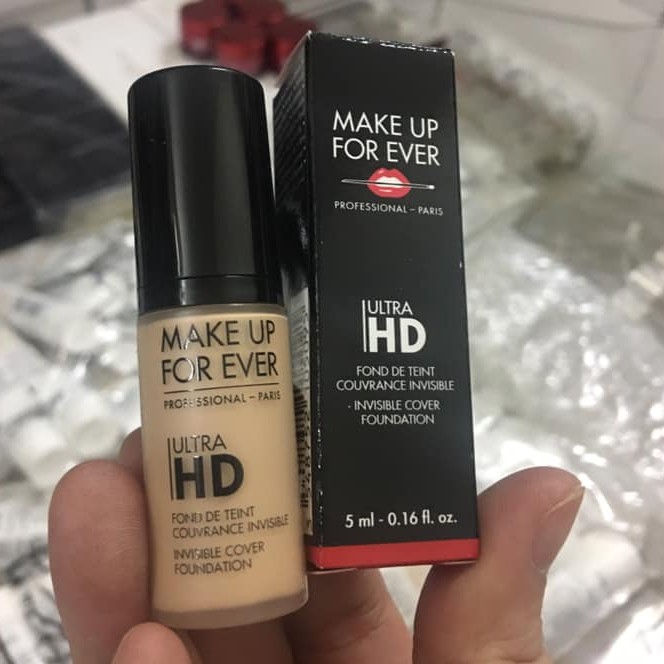 MAKE UP
FOR EVER
PROFESSIONAL – PARIS
ULTRA
HD
FOND DE TEINT
COUVRANCE INVISIBLE
INVISIBLE COVER
FOUNDATION
MAKE UP
FOR EVER
PROFESSIONAL – PARIS
ULTRA
HD
FOND DE TEINT
COUVRANCE INVISIBLE
- INVISIBLE COVER
FOUNDATION
5 ml - 0.16 fl. oz.